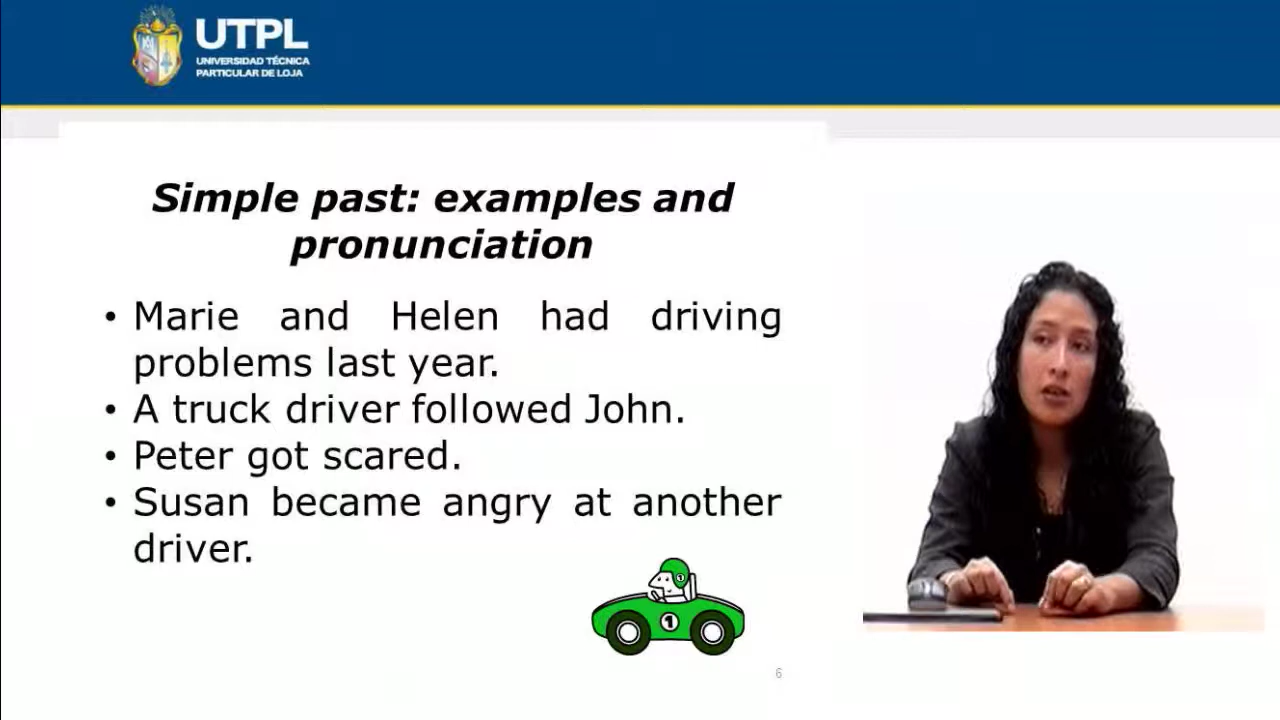 UTPL
UNIVERSIDAD TÉCNICA
PARTICULAR DE LOJA
Simple past: examples and
pronunciation
• Marie and Helen had driving
problems last year.
• A truck driver followed John.
• Peter got scared.
• Susan became angry at another
driver.
1
1
6